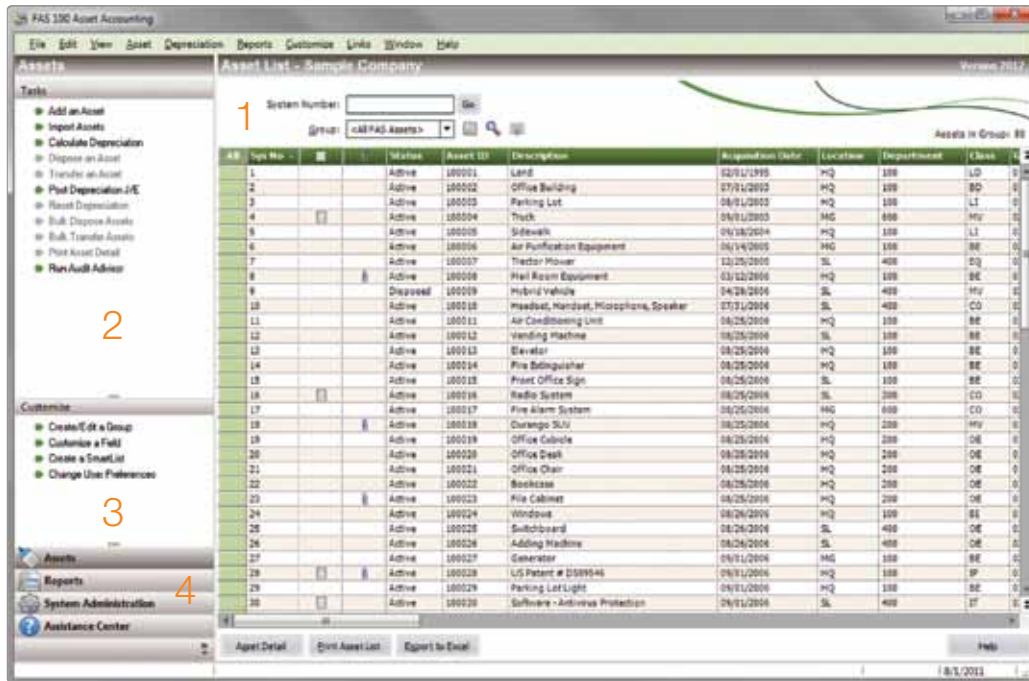 FAS 100 Asset Accounting
File Edit View Asset Depreciation Reports Customize Links Window Help
Assets
Asset List - Sample Company
Version 2012
Tasks
Add an Asset
Import Assets
Calculate Depreciation
Dispose an Asset
Transfer an Asset
Post Depreciation J/E
Reset Depreciation
Bulk Dispose Assets
Bulk Transfer Assets
Print Asset Detail
Run Audit Advisor
2
Customize
Create/Edit a Group
Customize a Field
Create a SmartList
Change User Preferences
3
Assets
Reports
4
System Administration
Assistance Center
1
System Number: Go
Group: <All FAS Assets>
Assets in Group: 80
All Sys No Status Asset ID Description Acquisition Date Location Department Class
1 Active 100001 Land 02/01/1995 HQ 100 LD
2 Active 100002 Office Building 07/01/2003 HQ 100 BD
3 Active 100003 Parking Lot 08/01/2003 HQ 100 LI
4 Active 100004 Truck 09/01/2003 MG 600 MV
5 Active 100005 Sidewalk 09/18/2004 HQ 100 LI
6 Active 100006 Air Purification Equipment 06/14/2005 MG 100 BE
7 Active 100007 Tractor Mower 12/25/2005 SL 400 EQ
8 Active 100008 Mail Room Equipment 03/12/2006 HQ 100 BE
9 Disposed 100009 Hybrid Vehicle 04/28/2006 SL 400 MV
10 Active 100010 Headset, Handset, Microphone, Speaker 07/31/2006 SL 400 CO
11 Active 100011 Air Conditioning Unit 08/25/2006 HQ 100 BE
12 Active 100012 Vending Machine 08/25/2006 SL 100 BE
13 Active 100013 Elevator 08/25/2006 HQ 100 BE
14 Active 100014 Fire Extinguisher 08/25/2006 HQ 100 BE
15 Active 100015 Front Office Sign 08/25/2006 SL 100 BE
16 Active 100016 Radio System 08/25/2006 SL 200 CO
17 Active 100017 Fire Alarm System 08/25/2006 MG 600 CO
18 Active 100018 Durango SUV 08/25/2006 HQ 200 MV
19 Active 100019 Office Cubicle 08/25/2006 HQ 200 OE
20 Active 100020 Office Desk 08/25/2006 HQ 200 OE
21 Active 100021 Office Chair 08/25/2006 HQ 200 OE
22 Active 100022 Bookcase 08/25/2006 HQ 200 OE
23 Active 100023 File Cabinet 08/25/2006 HQ 200 OE
24 Active 100024 Windows 08/26/2006 HQ 100 BI
25 Active 100025 Switchboard 08/26/2006 SL 400 OE
26 Active 100026 Adding Machine 08/26/2006 SL 400 OE
27 Active 100027 Generator 09/01/2006 MG 100 BE
28 Active 100028 US Patent # D589546 09/01/2006 HQ 100 IP
29 Active 100029 Parking Lot Light 09/01/2006 HQ 100 BE
30 Active 100030 Software - Antivirus Protection 09/01/2006 SL 400 IT
Asset Detail Print Asset List Export to Excel Help
8/1/2011